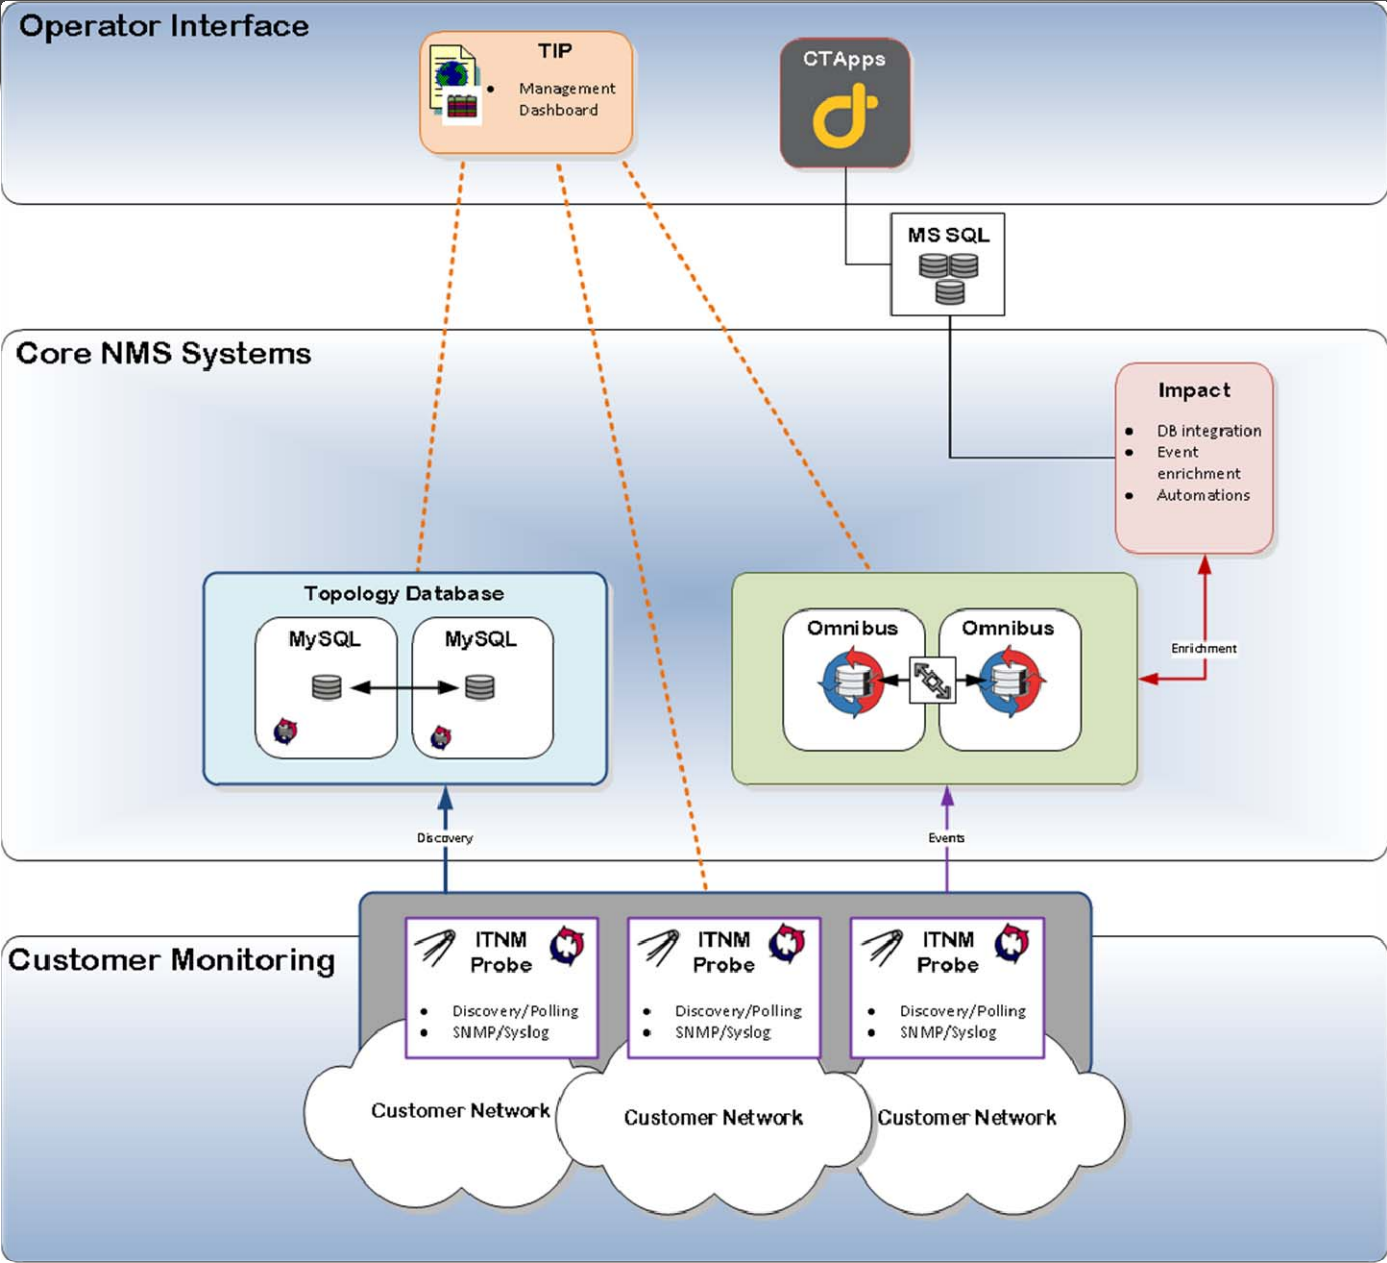 Operator Interface
TIP
Management
Dashboard
CTApps
MS SQL
Core NMS Systems
Impact
DB integration
Event
enrichment
Automations
Topology Database
MySQL
MySQL
Omnibus
Omnibus
Enrichment
Discovery
Events
Customer Monitoring
ITNM
Probe
Discovery/Polling
SNMP/Syslog
ITNM
Probe
Discovery/Polling
SNMP/Syslog
ITNM
Probe
Discovery/Polling
SNMP/Syslog
Customer Network
Customer Network
Customer Network